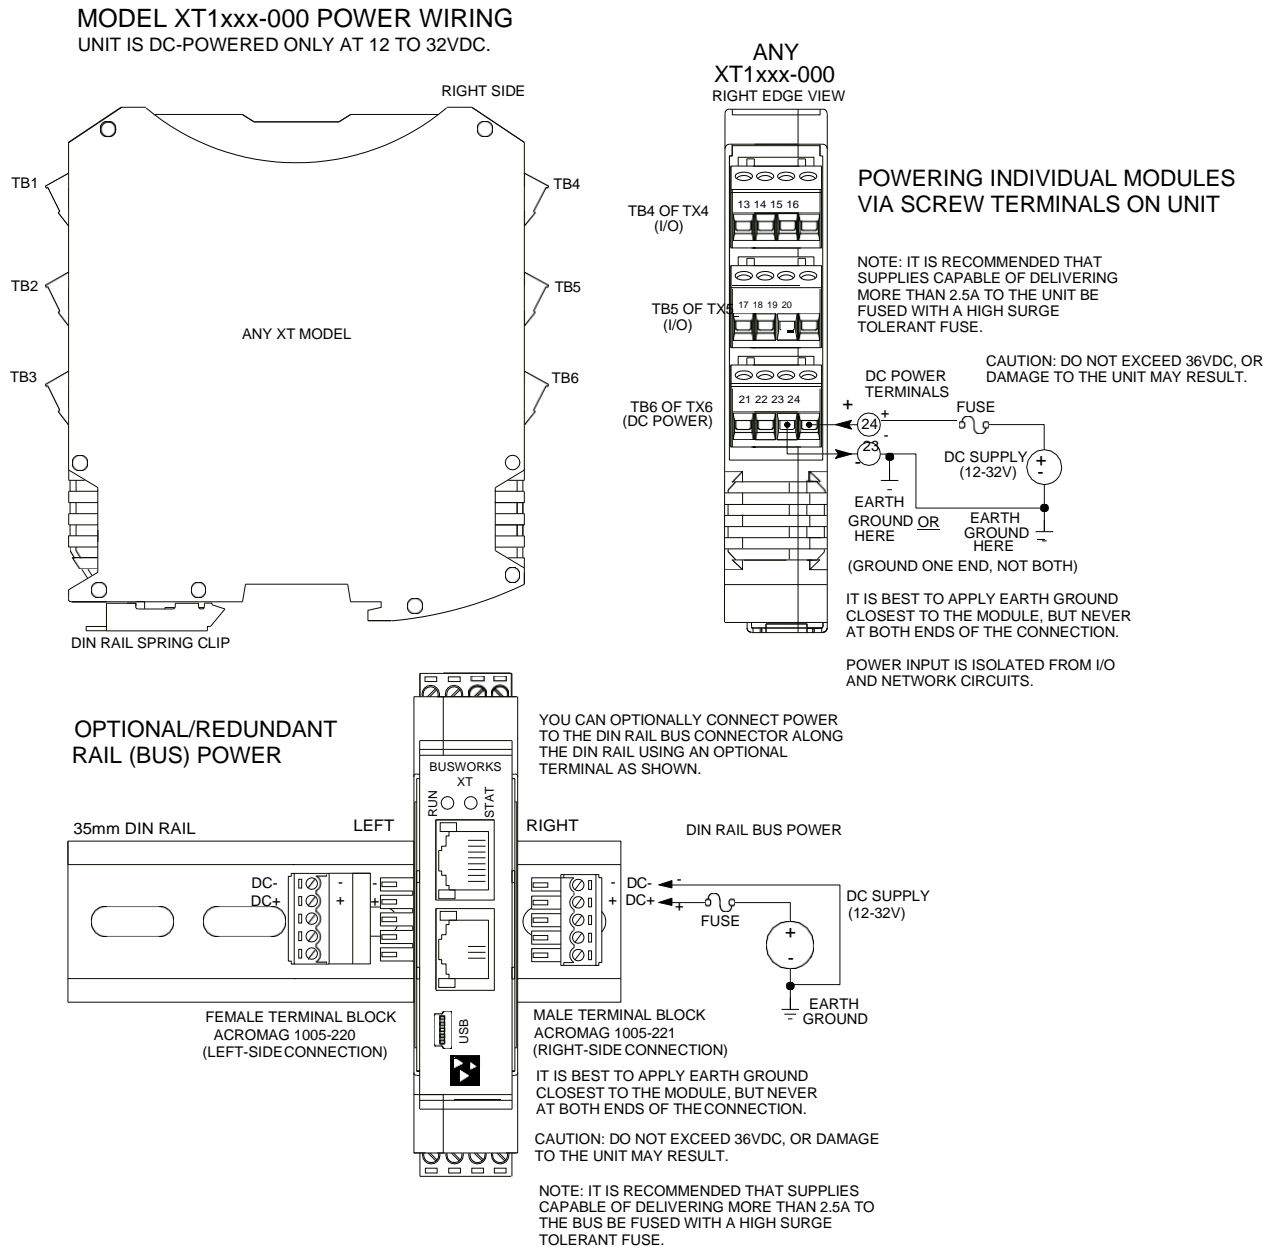 MODEL XT1xxx-000 POWER WIRING
UNIT IS DC-POWERED ONLY AT 12 TO 32VDC.
RIGHT SIDE
TB1
TB2
TB3
TB4
TB5
TB6
ANY XT MODEL
DIN RAIL SPRING CLIP
ANY
XT1xxx-000
RIGHT EDGE VIEW
TB4 OF TX4
(I/O)
13 14 15 16
TB5 OF TX5
(I/O)
17 18 19 20
TB6 OF TX6
(DC POWER)
21 22 23 24
POWERING INDIVIDUAL MODULES
VIA SCREW TERMINALS ON UNIT
NOTE: IT IS RECOMMENDED THAT
SUPPLIES CAPABLE OF DELIVERING
MORE THAN 2.5A TO THE UNIT BE
FUSED WITH A HIGH SURGE
TOLERANT FUSE.
CAUTION: DO NOT EXCEED 36VDC, OR
DAMAGE TO THE UNIT MAY RESULT.
DC POWER
TERMINALS
FUSE
+
24
+
-
23
-
DC SUPPLY
(12-32V)
+
-
EARTH
GROUND OR
HERE
EARTH
GROUND
HERE
(GROUND ONE END, NOT BOTH)
IT IS BEST TO APPLY EARTH GROUND
CLOSEST TO THE MODULE, BUT NEVER
AT BOTH ENDS OF THE CONNECTION.
POWER INPUT IS ISOLATED FROM I/O
AND NETWORK CIRCUITS.
OPTIONAL/REDUNDANT
RAIL (BUS) POWER
YOU CAN OPTIONALLY CONNECT POWER
TO THE DIN RAIL BUS CONNECTOR ALONG
THE DIN RAIL USING AN OPTIONAL
TERMINAL AS SHOWN.
BUSWORKS
XT
RUN
STAT
35mm DIN RAIL
LEFT
RIGHT
DIN RAIL BUS POWER
DC-
DC+
- -
+ +
- DC- -
+ DC+ +
FUSE
DC SUPPLY
(12-32V)
+
-
EARTH
GROUND
USB
FEMALE TERMINAL BLOCK
ACROMAG 1005-220
(LEFT-SIDE CONNECTION)
MALE TERMINAL BLOCK
ACROMAG 1005-221
(RIGHT-SIDE CONNECTION)
IT IS BEST TO APPLY EARTH GROUND
CLOSEST TO THE MODULE, BUT NEVER
AT BOTH ENDS OF THE CONNECTION.
CAUTION: DO NOT EXCEED 36VDC, OR DAMAGE
TO THE UNIT MAY RESULT.
NOTE: IT IS RECOMMENDED THAT SUPPLIES
CAPABLE OF DELIVERING MORE THAN 2.5A TO
THE BUS BE FUSED WITH A HIGH SURGE
TOLERANT FUSE.